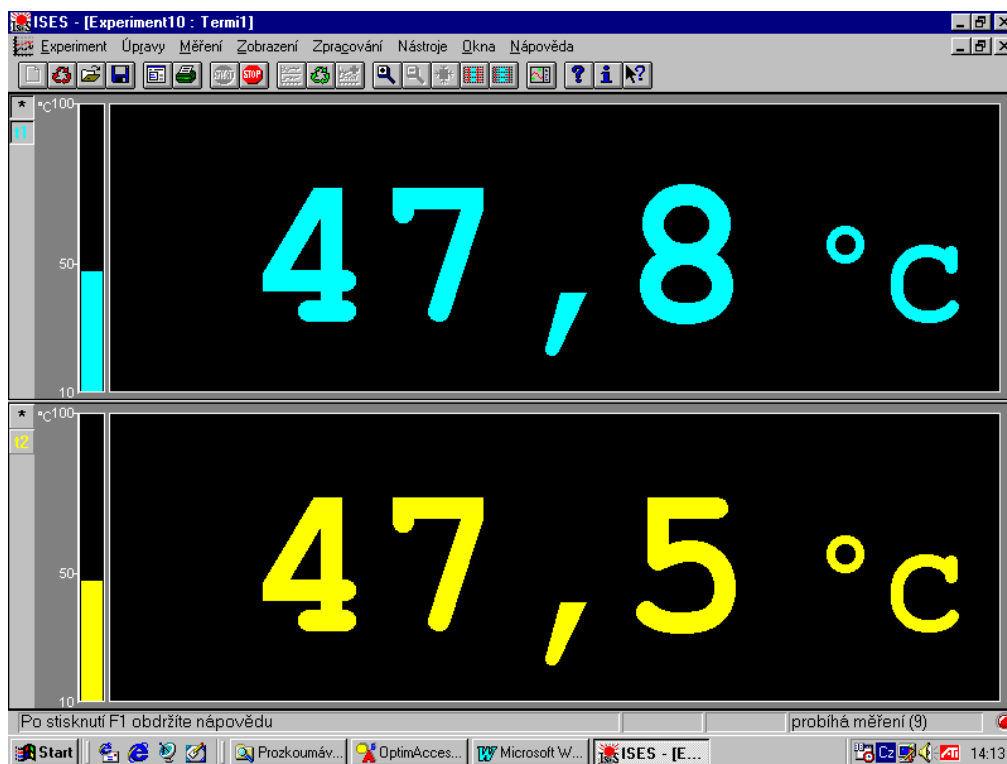 ISES - [Experiment10 : Termi1]
Experiment Úpravy Měření Zobrazení Zpracování Nástroje Okna Nápověda
START STOP
* °C 100
t1
47,8 °C
50
10
* °C 100
t2
47,5 °C
50
10
Po stisknutí F1 obdržíte nápovědu probíhá měření (9)
Start Prozkoumáv... OptimAcces... Microsoft W... ISES - [E... Cz ATI 14:13